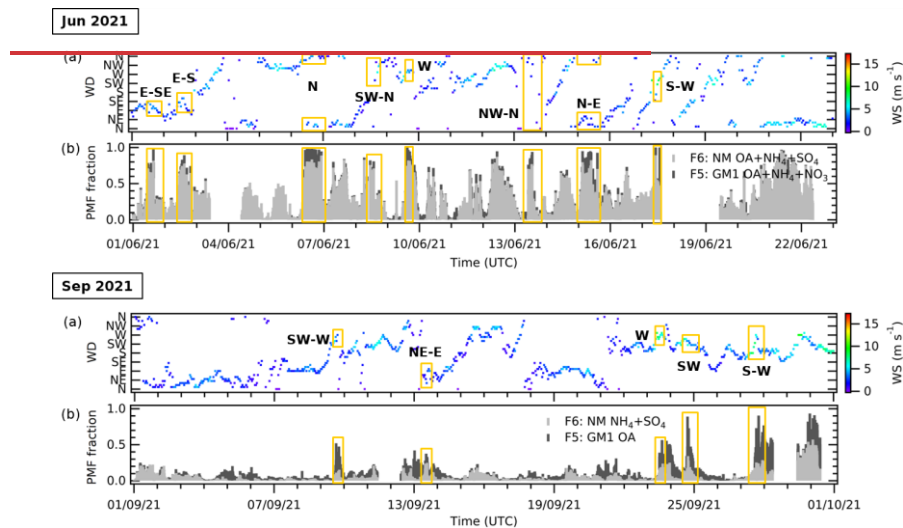 Jun 2021
(a)
N
NW
W
SW
S
SE
E
NE
N
WD
E-SE
E-S
N
SW-N
W
NW-N
N-E
S-W
15
10
5
0
WS (m s⁻¹)
(b)
1.0
0.5
0.0
PMF fraction
F6: NM OA+NH₄+SO₄
F5: GM1 OA+NH₄+NO₃
01/06/21 04/06/21 07/06/21 10/06/21 13/06/21 16/06/21 19/06/21 22/06/21
Time (UTC)
Sep 2021
(a)
N
NW
W
SW
S
SE
E
NE
N
WD
SW-W
NE-E
W
SW
S-W
15
10
5
0
WS (m s⁻¹)
(b)
1.0
0.5
0.0
PMF fraction
F6: NM NH₄+SO₄
F5: GM1 OA
01/09/21 07/09/21 13/09/21 19/09/21 25/09/21 01/10/21
Time (UTC)